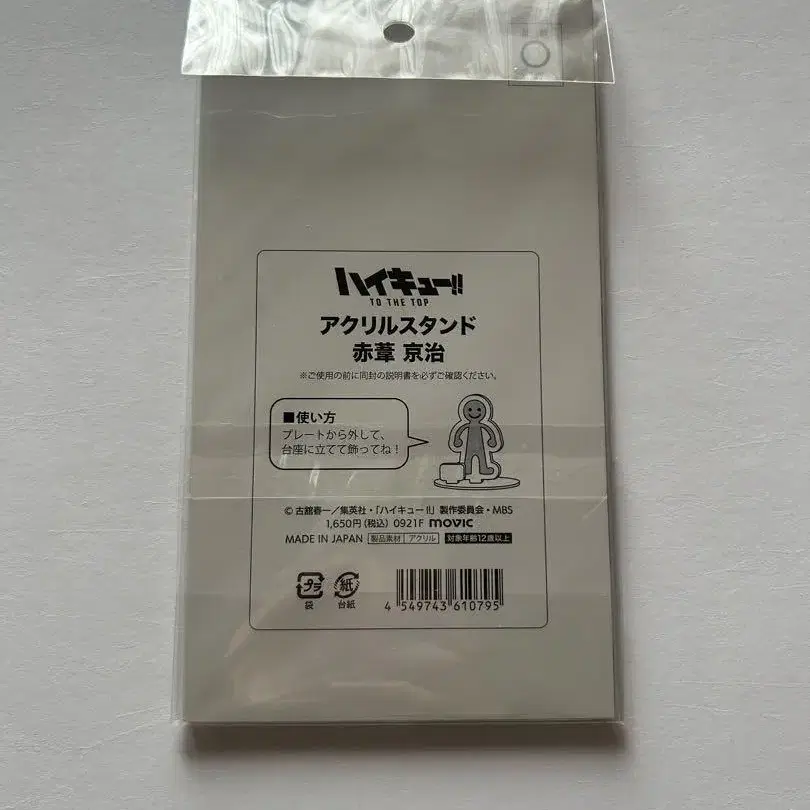 ハイキュー!!
TO THE TOP
アクリルスタンド
赤葦 京治
※ご使用の前に同封の説明書を必ずご確認ください。
■使い方
プレートから外して、
台座に立てて飾ってね！
© 古舘春一／集英社・「ハイキュー!!」製作委員会・MBS
1,650円（税込） 0921F movic
MADE IN JAPAN 製品素材 アクリル 対象年齢12歳以上
プラ 紙
袋 台紙
4 549743 610795